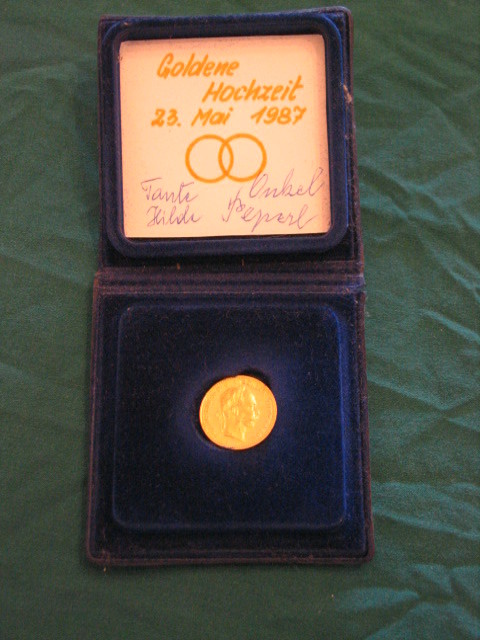 Goldene
Hochzeit
23. Mai 1987
Tante Onkel
Hilde Peperl